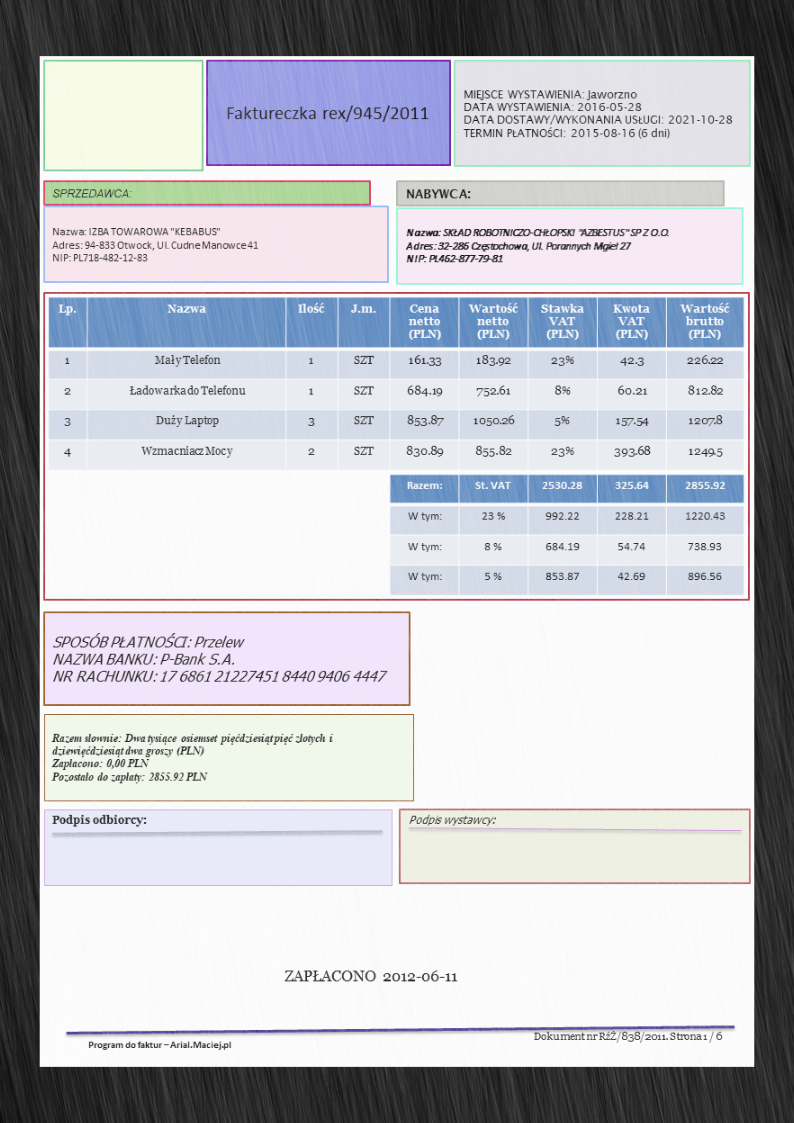 Faktureczka rex/945/2011
MIEJSCE WYSTAWIENIA: Jaworzno
DATA WYSTAWIENIA: 2016-05-28
DATA DOSTAWY/WYKONANIA USŁUGI: 2021-10-28
TERMIN PŁATNOŚCI: 2015-08-16 (6 dni)
SPRZEDAWCA:
Nazwa: IZBA TOWAROWA "KEBABUS"
Adres: 94-833 Otwock, Ul. Cudne Manowce 41
NIP: PL718-482-12-83
NABYWCA:
Nazwa: SKŁAD ROBOTNICZO-CHŁOPSKI "AZBESTUS" SP Z O.O.
Adres: 32-286 Częstochowa, Ul. Porannych Mgieł 27
NIP: PL462-877-79-81
Lp. Nazwa Ilość J.m. Cena netto (PLN) Wartość netto (PLN) Stawka VAT (PLN) Kwota VAT (PLN) Wartość brutto (PLN)
1 Mały Telefon 1 SZT 161.33 183.92 23% 42.3 226.22
2 Ładowarka do Telefonu 1 SZT 684.19 752.61 8% 60.21 812.82
3 Duży Laptop 3 SZT 853.87 1050.26 5% 157.54 1207.8
4 Wzmacniacz Mocy 2 SZT 830.89 855.82 23% 393.68 1249.5
Razem: St. VAT 2530.28 325.64 2855.92
W tym: 23 % 992.22 228.21 1220.43
W tym: 8 % 684.19 54.74 738.93
W tym: 5 % 853.87 42.69 896.56
SPOSÓB PŁATNOŚCI: Przelew
NAZWA BANKU: P-Bank S.A.
NR RACHUNKU: 17 6861 21227451 8440 9406 4447
Razem słownie: Dwa tysiące osiemset pięćdziesiąt pięć złotych i
dziewięćdziesiąt dwa groszy (PLN)
Zapłacono: 0,00 PLN
Pozostało do zapłaty: 2855.92 PLN
Podpis odbiorcy:
Podpis wystawcy:
ZAPŁACONO 2012-06-11
Program do faktur – Arial.Maciej.pl
Dokument nr RżŻ/838/2011. Strona 1 / 6